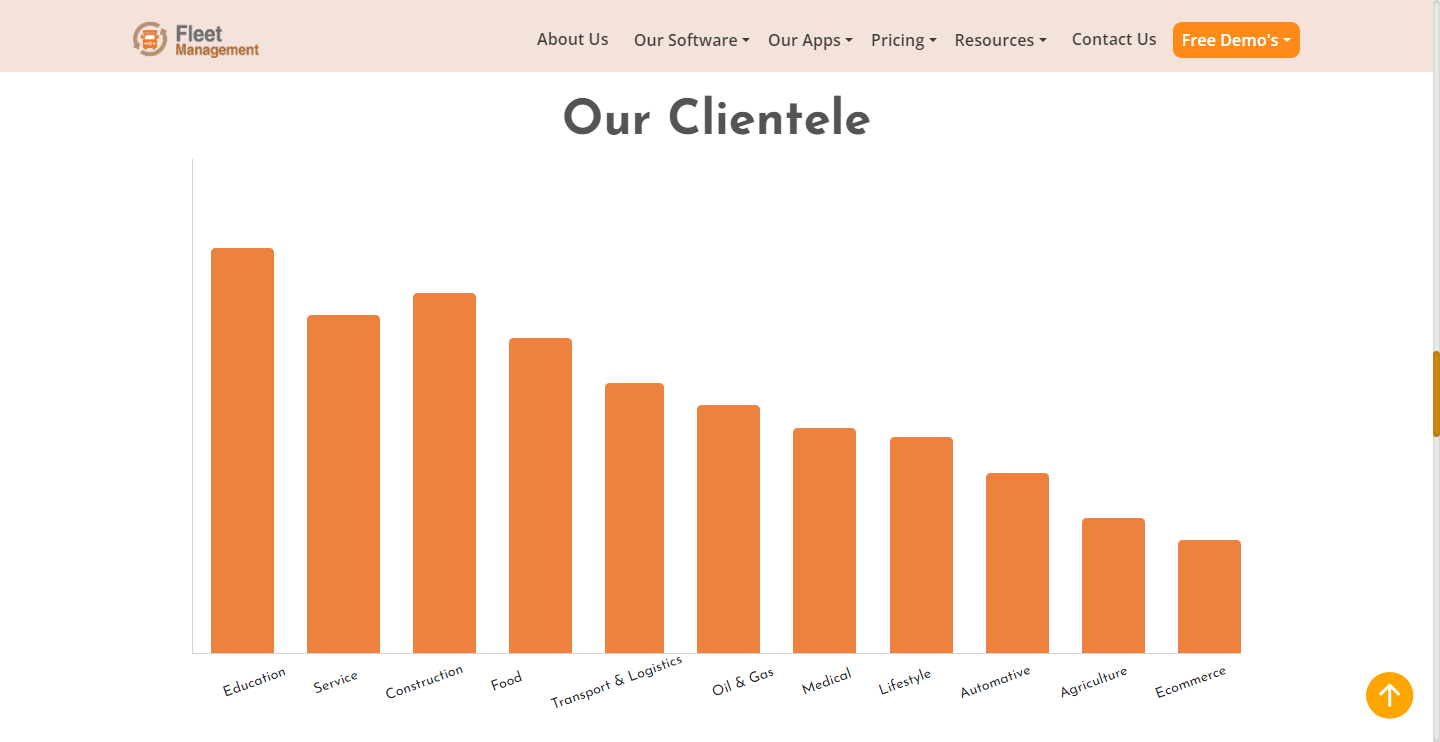 Fleet
Management
About Us
Our Software
Our Apps
Pricing
Resources
Contact Us
Free Demo's
Our Clientele
Education
Service
Construction
Food
Transport & Logistics
Oil & Gas
Medical
Lifestyle
Automative
Agriculture
Ecommerce